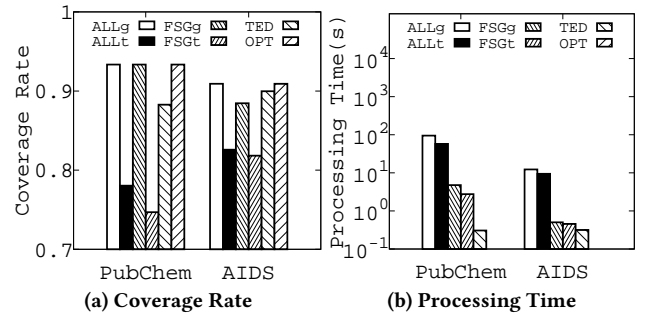 ALLg FSGg TED
ALLt FSGt OPT
Coverage Rate
1
0.9
0.8
0.7
PubChem AIDS
(a) Coverage Rate
ALLg FSGg TED
ALLt FSGt OPT
Processing Time(s)
10^4
10^3
10^2
10^1
10^0
10^-1
PubChem AIDS
(b) Processing Time